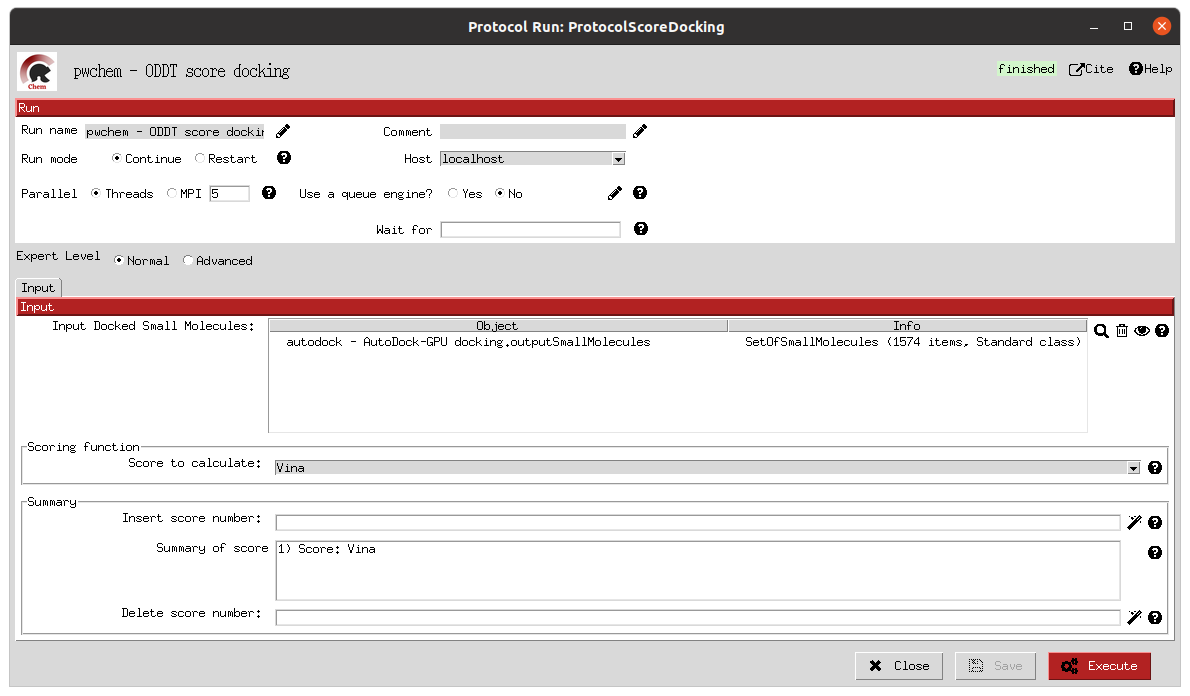 Protocol Run: ProtocolScoreDocking
Chem
pwchem - ODDT score docking
finished
Cite
Help
Run
Run name pwchem - ODDT score dockin
Comment
Run mode Continue Restart
Host localhost
Parallel Threads MPI 5
Use a queue engine? Yes No
Wait for
Expert Level Normal Advanced
Input
Input
Input Docked Small Molecules:
Object Info
autodock - AutoDock-GPU docking.outputSmallMolecules SetOfSmallMolecules (1574 items, Standard class)
Scoring function
Score to calculate: Vina
Summary
Insert score number:
Summary of score 1) Score: Vina
Delete score number:
Close Save Execute